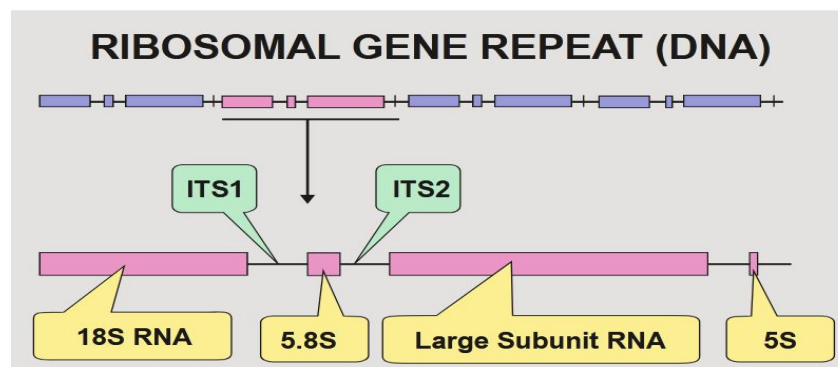 RIBOSOMAL GENE REPEAT (DNA)
ITS1
ITS2
18S RNA
5.8S
Large Subunit RNA
5S